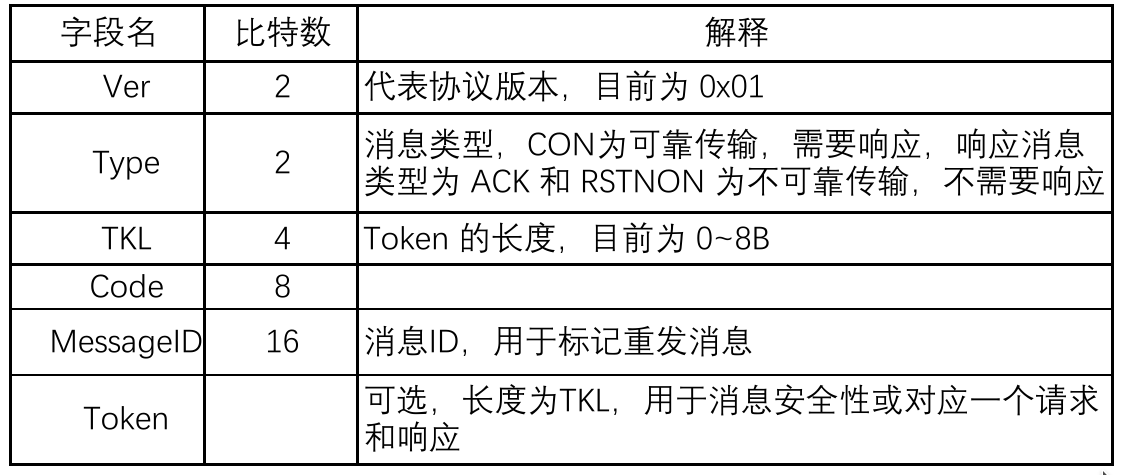 字段名 比特数 解释
Ver 2 代表协议版本，目前为 0x01
Type 2 消息类型，CON为可靠传输，需要响应，响应消息
类型为 ACK 和 RSTNON 为不可靠传输，不需要响应
TKL 4 Token 的长度，目前为 0~8B
Code 8
MessageID 16 消息ID，用于标记重发消息
Token 可选，长度为TKL，用于消息安全性或对应一个请求
和响应